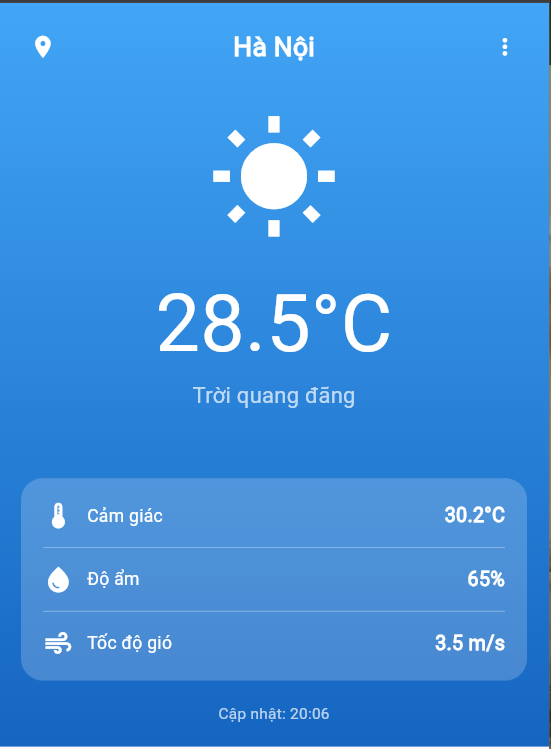 Hà Nội
28.5°C
Trời quang đãng
Cảm giác 30.2°C
Độ ẩm 65%
Tốc độ gió 3.5 m/s
Cập nhật: 20:06